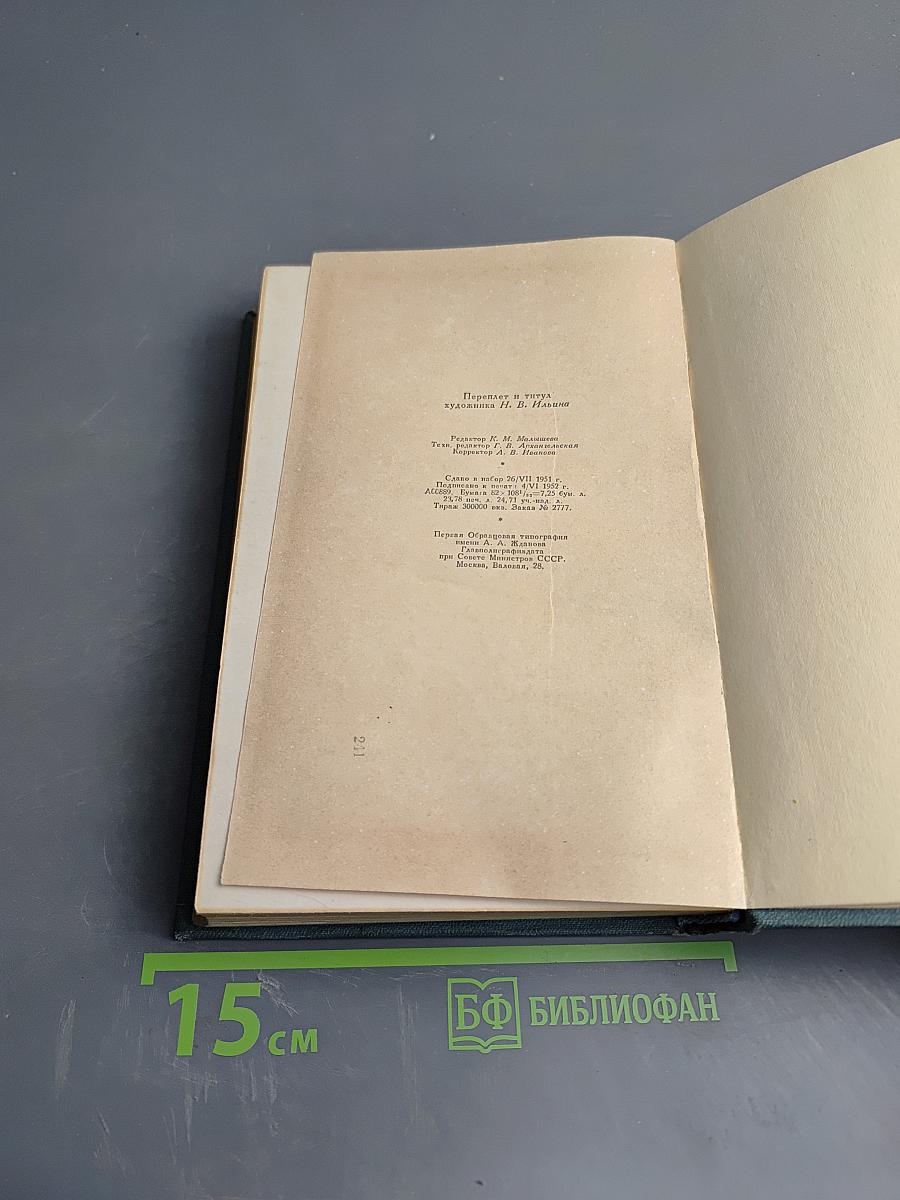 Переплет и титул
художника Н. В. Ильина
Редактор К. М. Малышева
Техн. редактор Г. В. Архангельская
Корректор А. В. Иванова
*
Сдано в набор 26/VII 1951 г.
Подписано к печати 4/VI 1952 г.
А00889. Бумага 82×108¹/₃₂=7,25 бум. л.
23,78 печ. л. 24,71 уч.-изд. л.
Тираж 300000 экз. Заказ № 2777.
*
Первая Образцовая типография
имени А. А. Жданова
Главполиграфиздата
при Совете Министров СССР.
Москва, Валовая, 28.
241
15 см
БФ БИБЛИОФАН